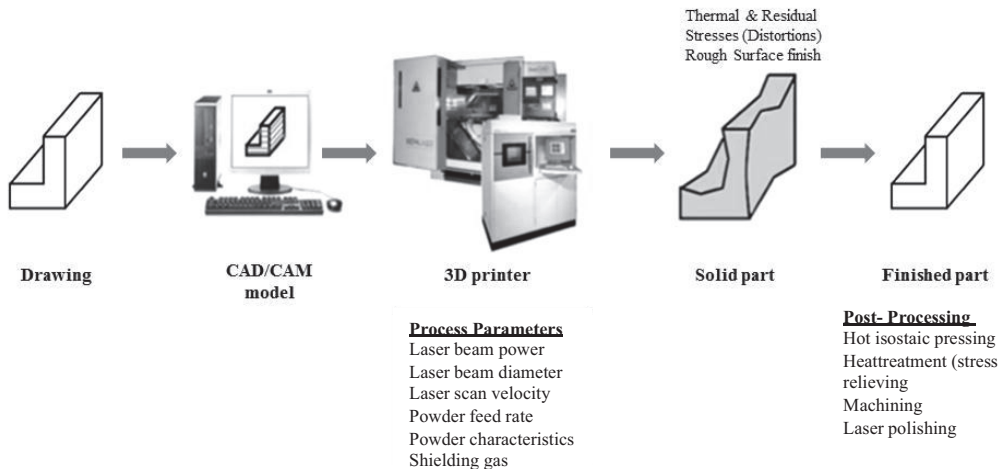 Thermal & Residual
Stresses (Distortions)
Rough Surface finish
Drawing
CAD/CAM
model
3D printer
Solid part
Finished part
Process Parameters
Laser beam power
Laser beam diameter
Laser scan velocity
Powder feed rate
Powder characteristics
Shielding gas
Post- Processing
Hot isostaic pressing
Heattreatment (stress
relieving
Machining
Laser polishing